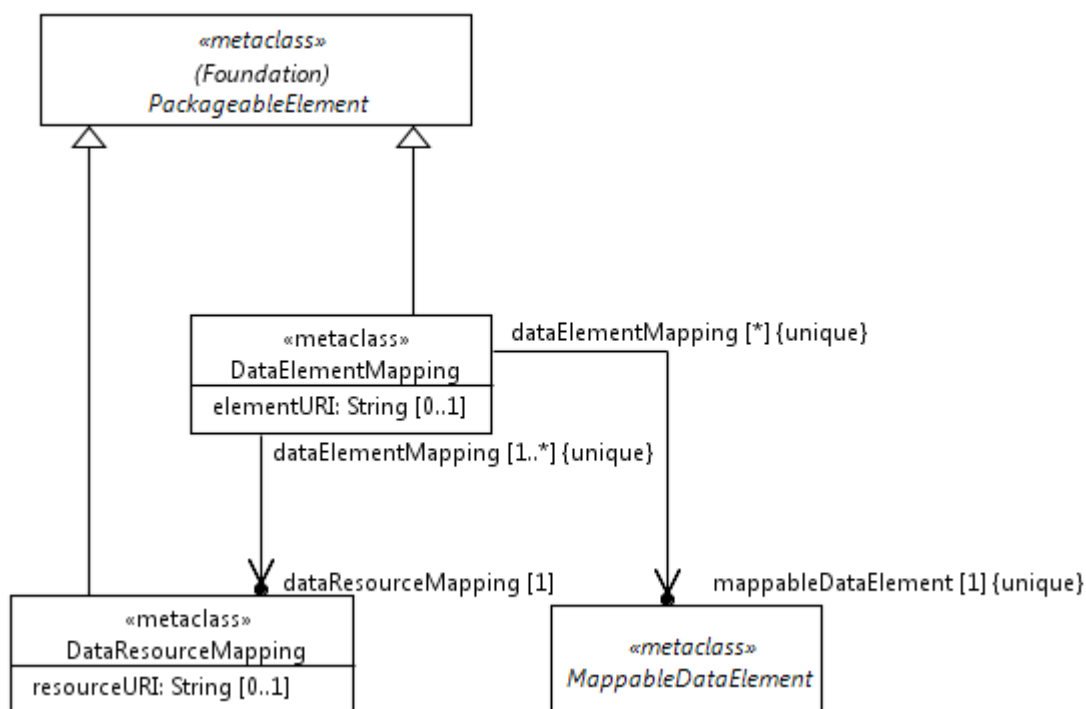 «metaclass»
(Foundation)
PackageableElement
«metaclass»
DataElementMapping
elementURI: String [0..1]
dataElementMapping [*] {unique}
dataElementMapping [1..*] {unique}
dataResourceMapping [1]
mappableDataElement [1] {unique}
«metaclass»
DataResourceMapping
resourceURI: String [0..1]
«metaclass»
MappableDataElement